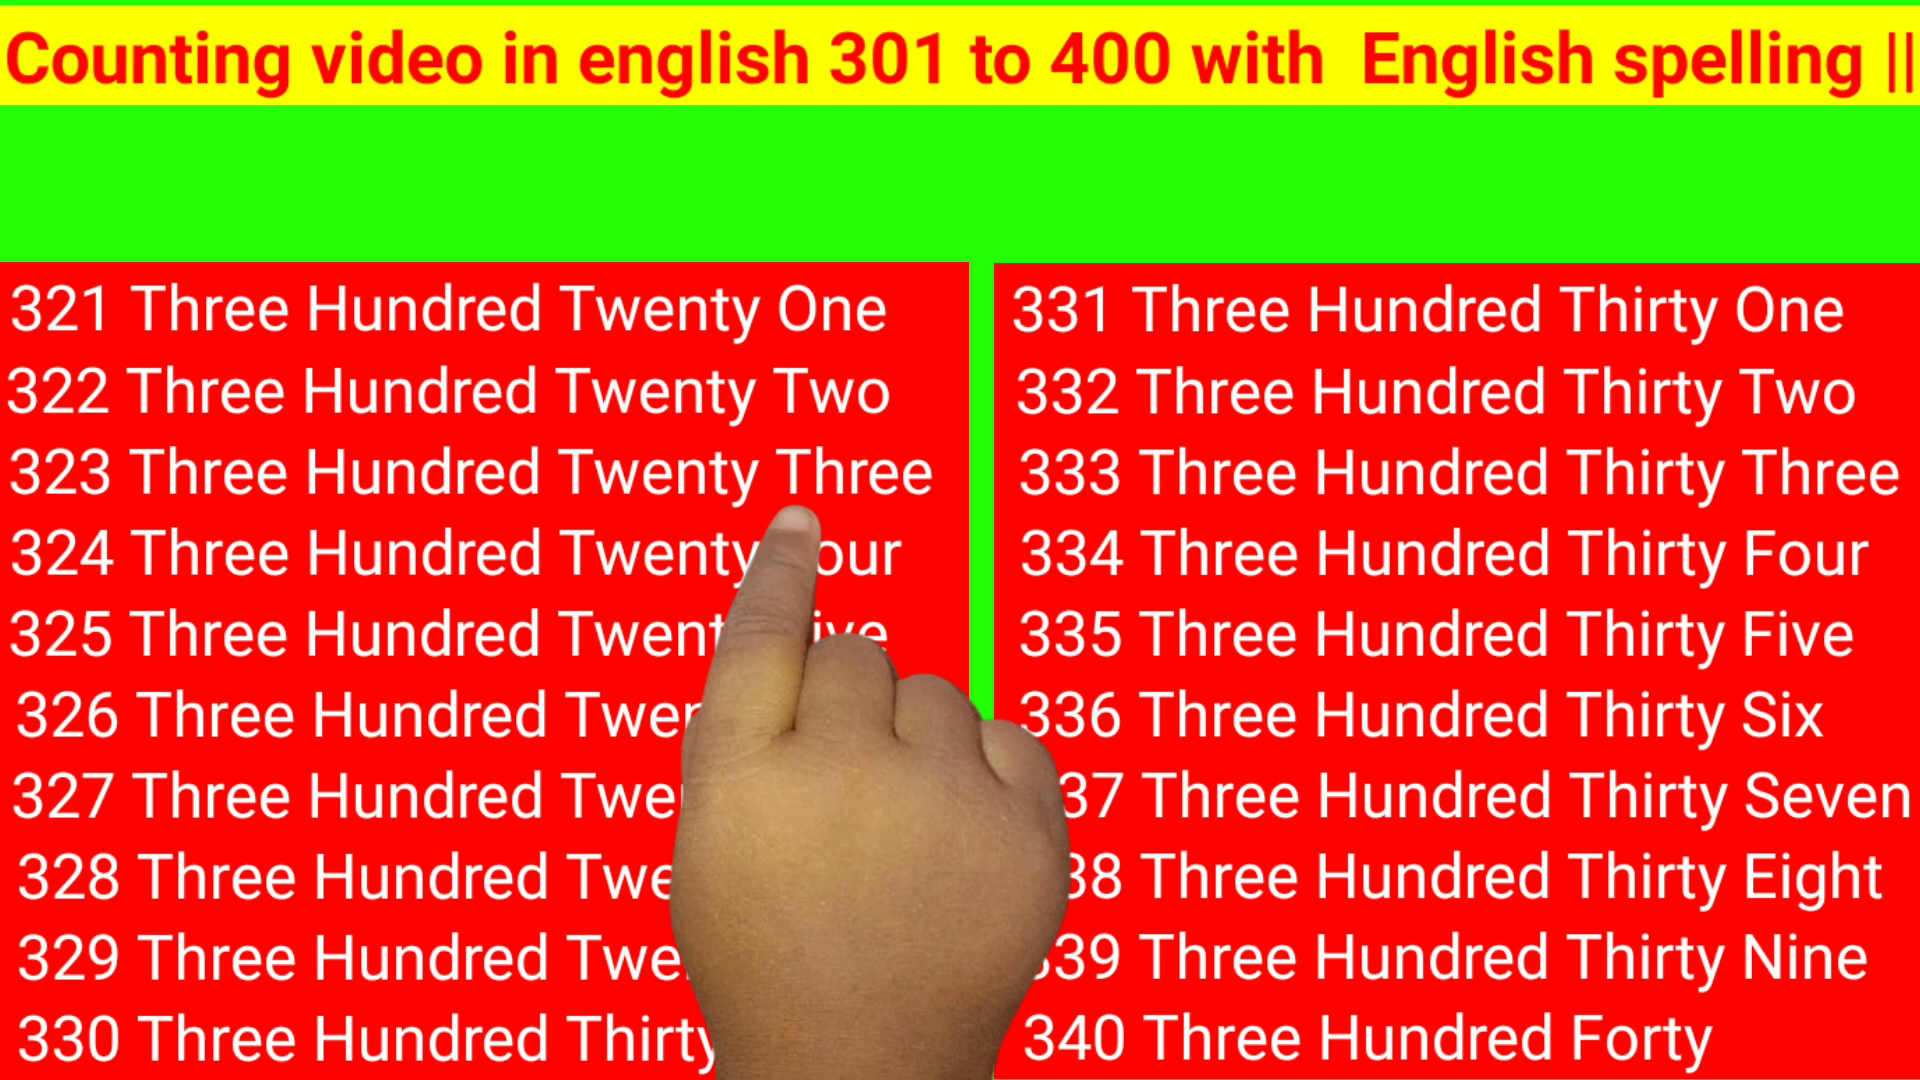 Counting video in english 301 to 400 with English spelling ||
321 Three Hundred Twenty One
322 Three Hundred Twenty Two
323 Three Hundred Twenty Three
324 Three Hundred Twenty
325 Three Hundred
326 Three Hundred
327 Three Hundred
328 Three Hundred
329 Three Hundred
330 Three Hundred Thirty
331 Three Hundred Thirty One
332 Three Hundred Thirty Two
333 Three Hundred Thirty Three
334 Three Hundred Thirty Four
335 Three Hundred Thirty Five
336 Three Hundred Thirty Six
Three Hundred Thirty Seven
Three Hundred Thirty Eight
Three Hundred Thirty Nine
340 Three Hundred Forty